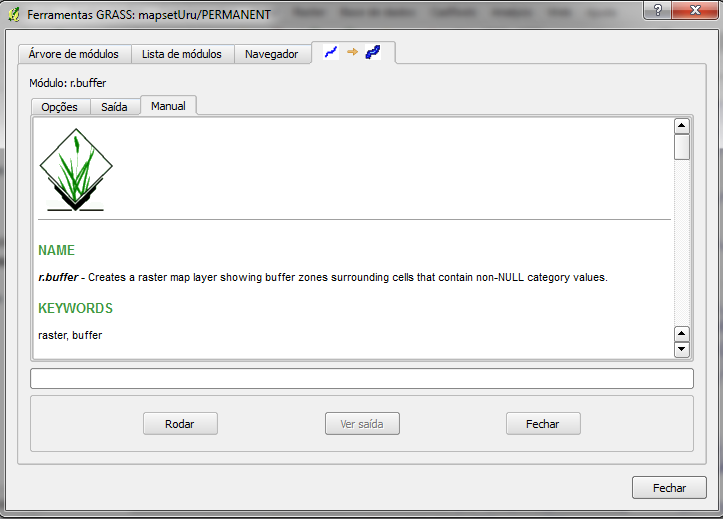 Ferramentas GRASS: mapsetUru/PERMANENT
Árvore de módulos Lista de módulos Navegador
Módulo: r.buffer
Opções Saída Manual
NAME
r.buffer - Creates a raster map layer showing buffer zones surrounding cells that contain non-NULL category values.
KEYWORDS
raster, buffer
Rodar Ver saída Fechar
Fechar